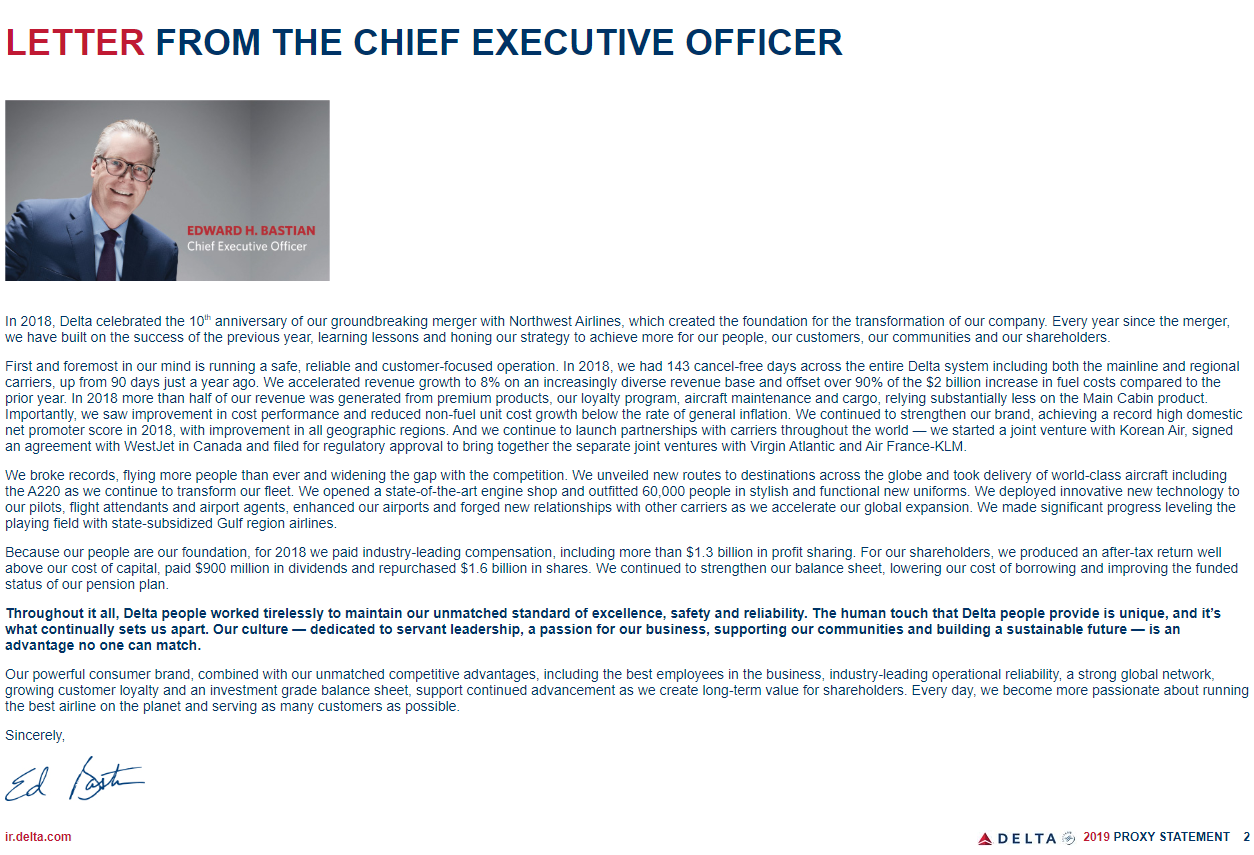 LETTER FROM THE CHIEF EXECUTIVE OFFICER
EDWARD H. BASTIAN
Chief Executive Officer
In 2018, Delta celebrated the 10th anniversary of our groundbreaking merger with Northwest Airlines, which created the foundation for the transformation of our company. Every year since the merger,
we have built on the success of the previous year, learning lessons and honing our strategy to achieve more for our people, our customers, our communities and our shareholders.
First and foremost in our mind is running a safe, reliable and customer-focused operation. In 2018, we had 143 cancel-free days across the entire Delta system including both the mainline and regional
carriers, up from 90 days just a year ago. We accelerated revenue growth to 8% on an increasingly diverse revenue base and offset over 90% of the $2 billion increase in fuel costs compared to the
prior year. In 2018 more than half of our revenue was generated from premium products, our loyalty program, aircraft maintenance and cargo, relying substantially less on the Main Cabin product.
Importantly, we saw improvement in cost performance and reduced non-fuel unit cost growth below the rate of general inflation. We continued to strengthen our brand, achieving a record high domestic
net promoter score in 2018, with improvement in all geographic regions. And we continue to launch partnerships with carriers throughout the world — we started a joint venture with Korean Air, signed
an agreement with WestJet in Canada and filed for regulatory approval to bring together the separate joint ventures with Virgin Atlantic and Air France-KLM.
We broke records, flying more people than ever and widening the gap with the competition. We unveiled new routes to destinations across the globe and took delivery of world-class aircraft including
the A220 as we continue to transform our fleet. We opened a state-of-the-art engine shop and outfitted 60,000 people in stylish and functional new uniforms. We deployed innovative new technology to
our pilots, flight attendants and airport agents, enhanced our airports and forged new relationships with other carriers as we accelerate our global expansion. We made significant progress leveling the
playing field with state-subsidized Gulf region airlines.
Because our people are our foundation, for 2018 we paid industry-leading compensation, including more than $1.3 billion in profit sharing. For our shareholders, we produced an after-tax return well
above our cost of capital, paid $900 million in dividends and repurchased $1.6 billion in shares. We continued to strengthen our balance sheet, lowering our cost of borrowing and improving the funded
status of our pension plan.
Throughout it all, Delta people worked tirelessly to maintain our unmatched standard of excellence, safety and reliability. The human touch that Delta people provide is unique, and it’s
what continually sets us apart. Our culture — dedicated to servant leadership, a passion for our business, supporting our communities and building a sustainable future — is an
advantage no one can match.
Our powerful consumer brand, combined with our unmatched competitive advantages, including the best employees in the business, industry-leading operational reliability, a strong global network,
growing customer loyalty and an investment grade balance sheet, support continued advancement as we create long-term value for shareholders. Every day, we become more passionate about running
the best airline on the planet and serving as many customers as possible.
Sincerely,
Ed Bastian
ir.delta.com
DELTA 2019 PROXY STATEMENT 2